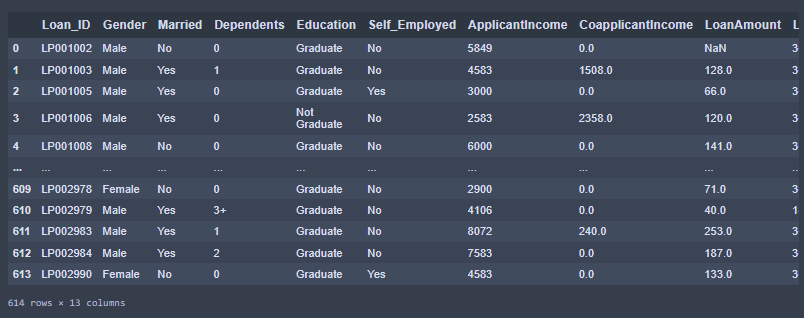 Loan_ID Gender Married Dependents Education Self_Employed ApplicantIncome CoapplicantIncome LoanAmount L
0 LP001002 Male No 0 Graduate No 5849 0.0 NaN 3
1 LP001003 Male Yes 1 Graduate No 4583 1508.0 128.0 3
2 LP001005 Male Yes 0 Graduate Yes 3000 0.0 66.0 3
3 LP001006 Male Yes 0 Not Graduate No 2583 2358.0 120.0 3
4 LP001008 Male No 0 Graduate No 6000 0.0 141.0 3
... ... ... ... ... ... ... ... ... ... ...
609 LP002978 Female No 0 Graduate No 2900 0.0 71.0 3
610 LP002979 Male Yes 3+ Graduate No 4106 0.0 40.0 1
611 LP002983 Male Yes 1 Graduate No 8072 240.0 253.0 3
612 LP002984 Male Yes 2 Graduate No 7583 0.0 187.0 3
613 LP002990 Female No 0 Graduate Yes 4583 0.0 133.0 3
614 rows × 13 columns